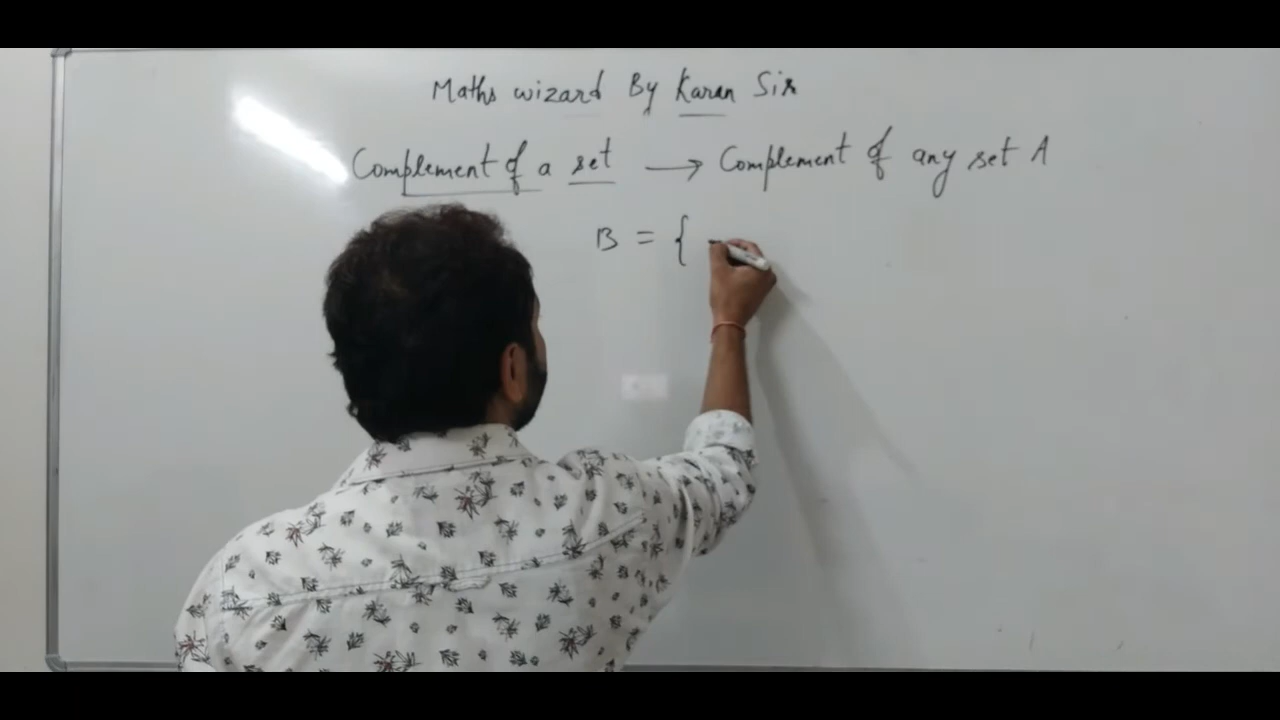 Maths wizard By Karan Sir
Complement of a set → Complement of any set A
B = {